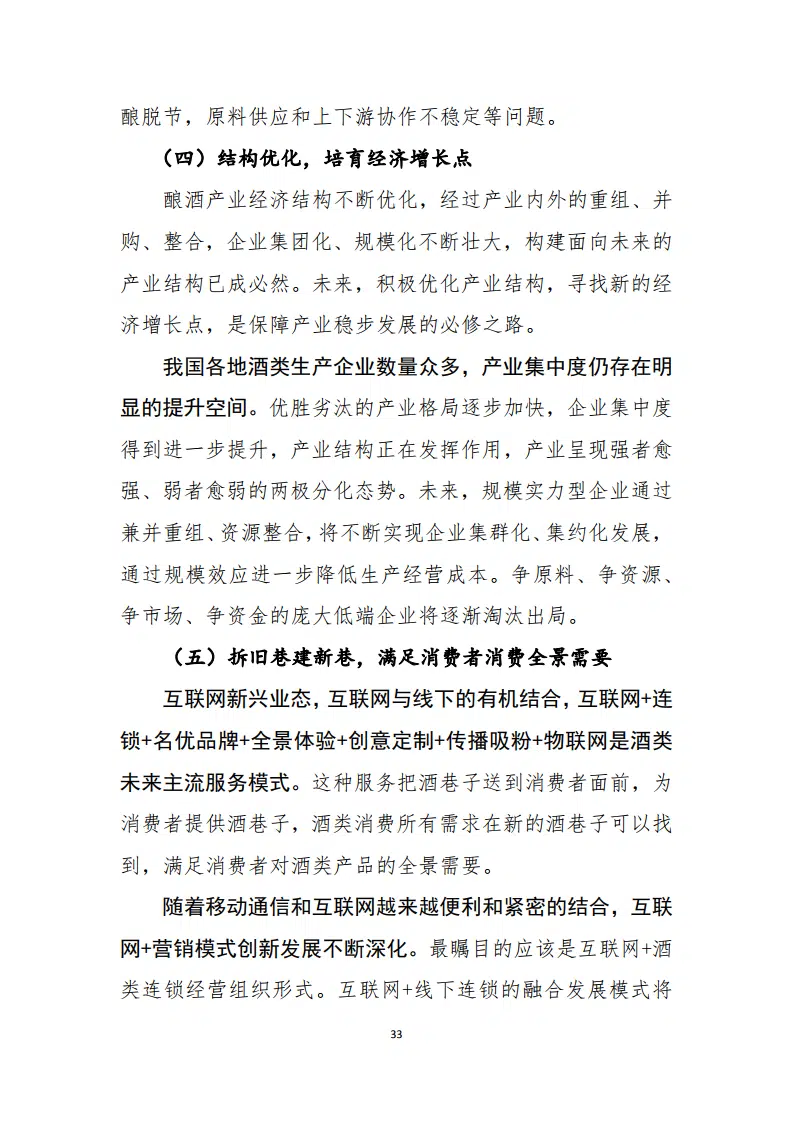 酿脱节，原料供应和上下游协作不稳定等问题。
（四）结构优化，培育经济增长点
酿酒产业经济结构不断优化，经过产业内外的重组、并
购、整合，企业集团化、规模化不断壮大，构建面向未来的
产业结构已成必然。未来，积极优化产业结构，寻找新的经
济增长点，是保障产业稳步发展的必修之路。
我国各地酒类生产企业数量众多，产业集中度仍存在明
显的提升空间。优胜劣汰的产业格局逐步加快，企业集中度
得到进一步提升，产业结构正在发挥作用，产业呈现强者愈
强、弱者愈弱的两极分化态势。未来，规模实力型企业通过
兼并重组、资源整合，将不断实现企业集群化、集约化发展，
通过规模效应进一步降低生产经营成本。争原料、争资源、
争市场、争资金的庞大低端企业将逐渐淘汰出局。
（五）拆旧巷建新巷，满足消费者消费全景需要
互联网新兴业态，互联网与线下的有机结合，互联网+连
锁+名优品牌+全景体验+创意定制+传播吸粉+物联网是酒类
未来主流服务模式。这种服务把酒巷子送到消费者面前，为
消费者提供酒巷子，酒类消费所有需求在新的酒巷子可以找
到，满足消费者对酒类产品的全景需要。
随着移动通信和互联网越来越便利和紧密的结合，互联
网+营销模式创新发展不断深化。最瞩目的应该是互联网+酒
类连锁经营组织形式。互联网+线下连锁的融合发展模式将
33